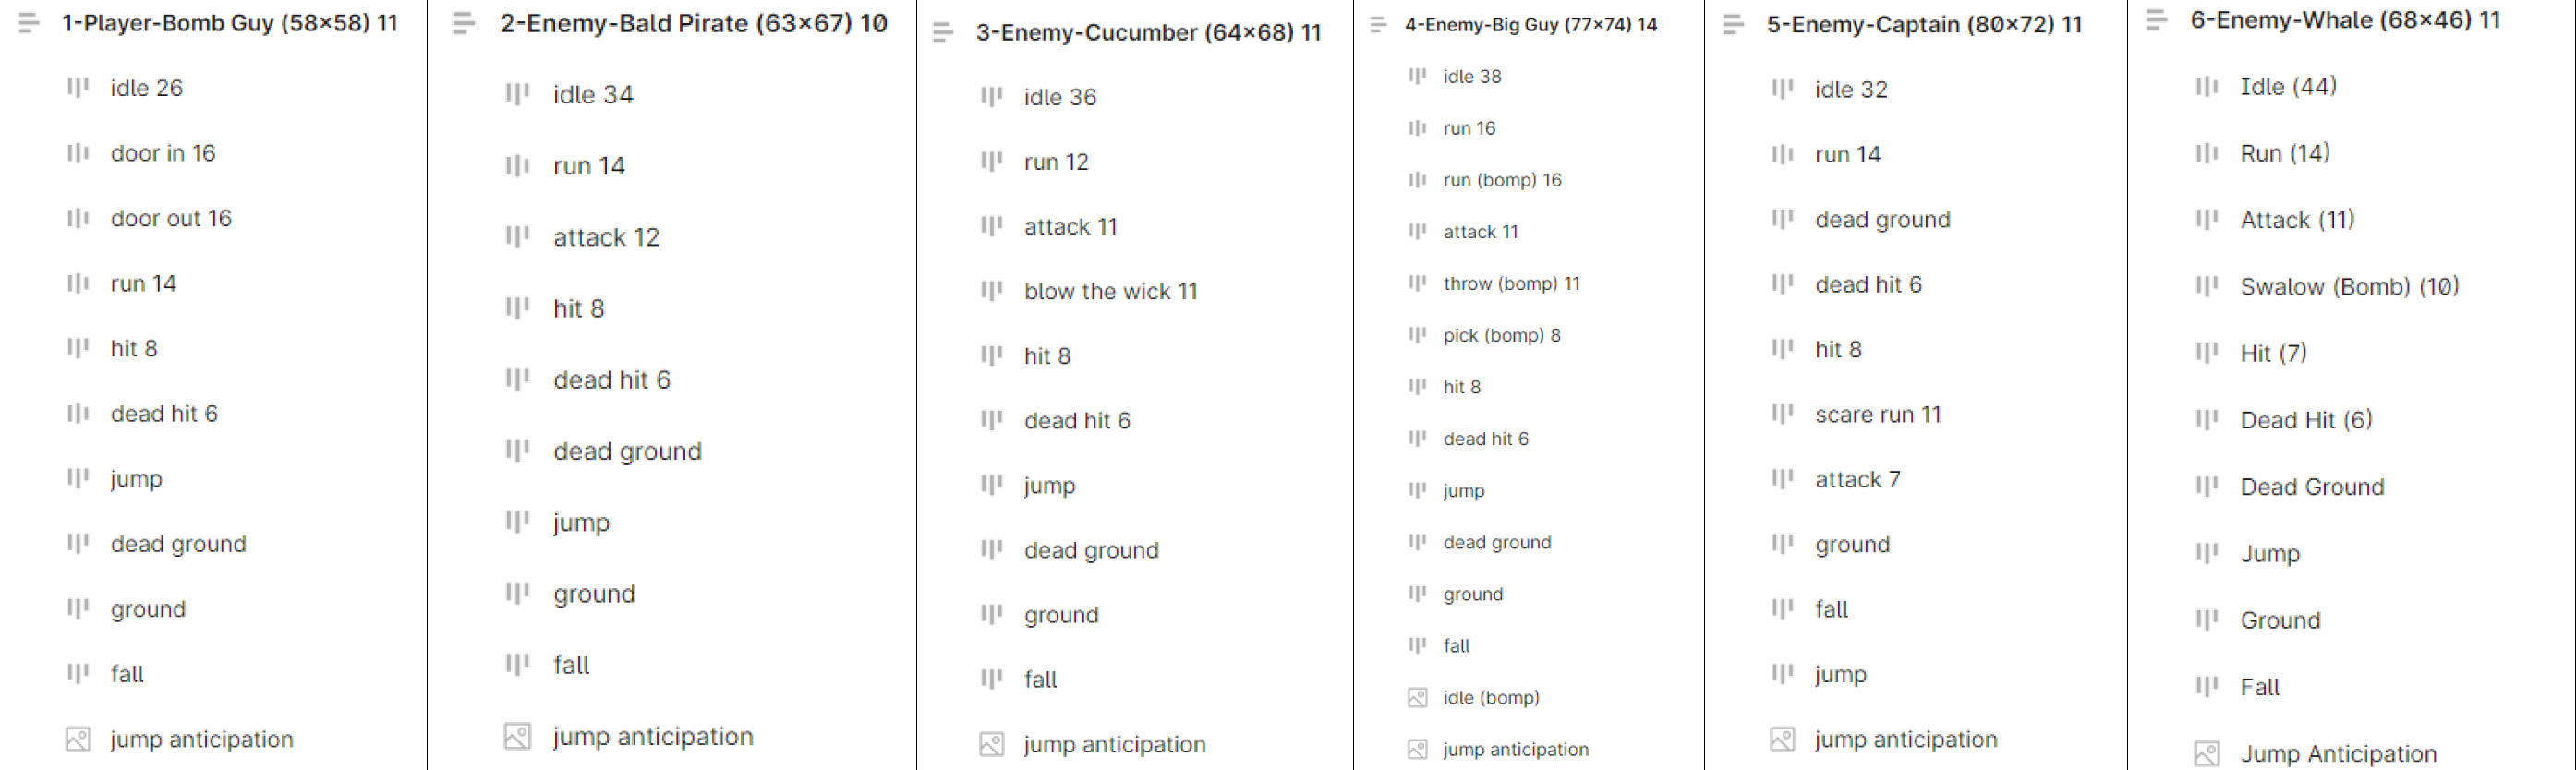 1-Player-Bomb Guy (58×58) 11
idle 26
door in 16
door out 16
run 14
hit 8
dead hit 6
jump
dead ground
ground
fall
jump anticipation
2-Enemy-Bald Pirate (63×67) 10
idle 34
run 14
attack 12
hit 8
dead hit 6
dead ground
jump
ground
fall
jump anticipation
3-Enemy-Cucumber (64×68) 11
idle 36
run 12
attack 11
blow the wick 11
hit 8
dead hit 6
jump
dead ground
ground
fall
jump anticipation
4-Enemy-Big Guy (77×74) 14
idle 38
run 16
run (bomp) 16
attack 11
throw (bomp) 11
pick (bomp) 8
hit 8
dead hit 6
jump
dead ground
ground
fall
idle (bomp)
jump anticipation
5-Enemy-Captain (80×72) 11
idle 32
run 14
dead ground
dead hit 6
hit 8
scare run 11
attack 7
ground
fall
jump
jump anticipation
6-Enemy-Whale (68×46) 11
Idle (44)
Run (14)
Attack (11)
Swalow (Bomb) (10)
Hit (7)
Dead Hit (6)
Dead Ground
Jump
Ground
Fall
Jump Anticipation